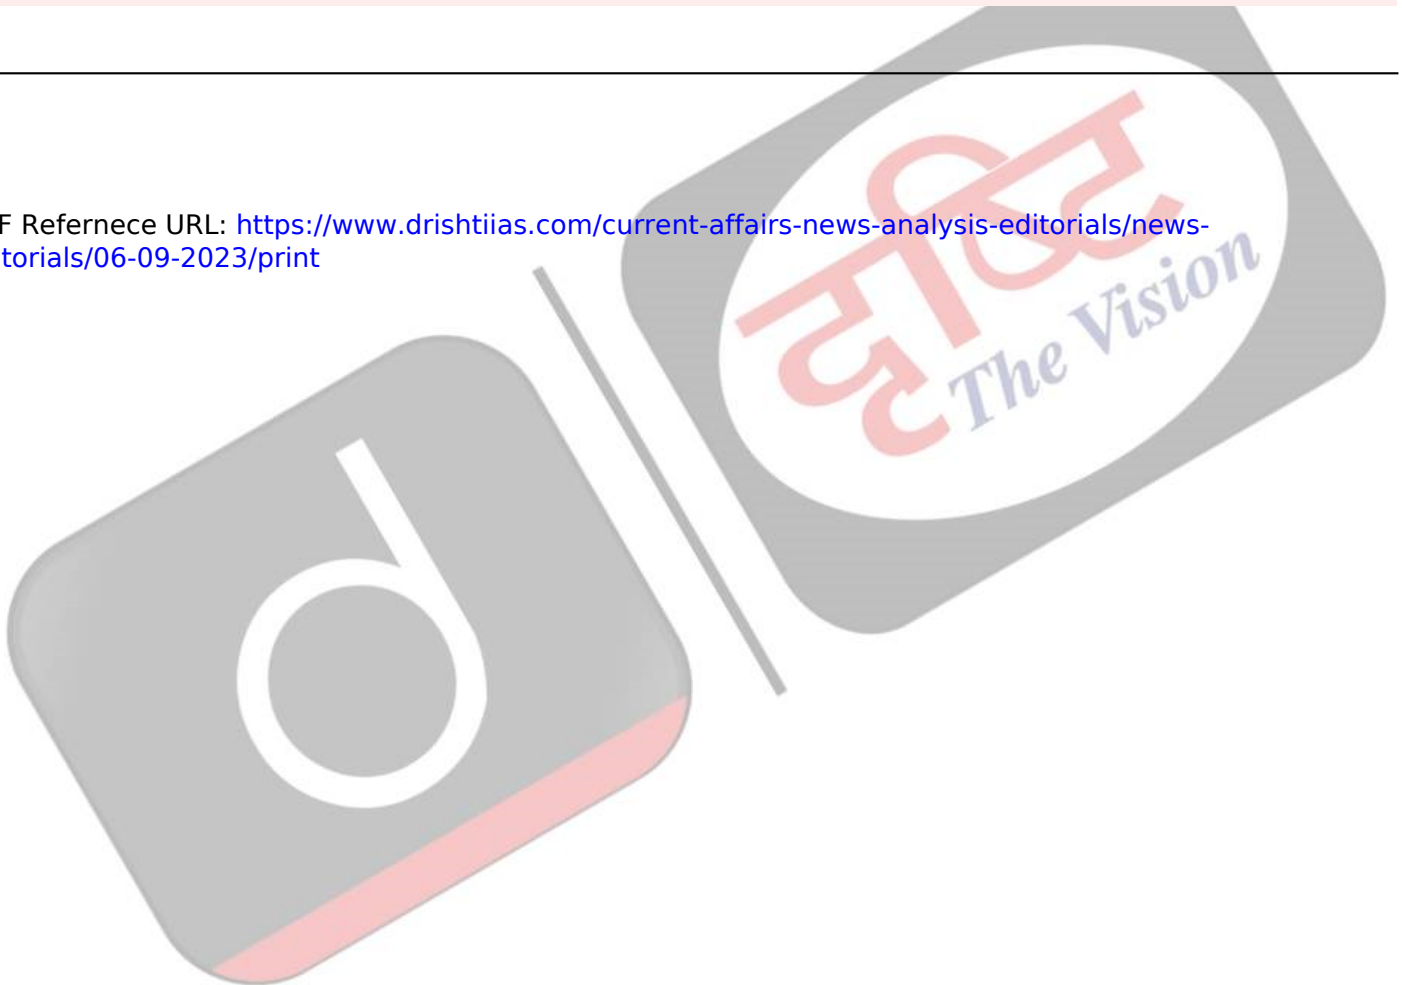 F Refernece URL: https://www.drishtiias.com/current-affairs-news-analysis-editorials/news-
torials/06-09-2023/print
दृष्टि
The Vision
d